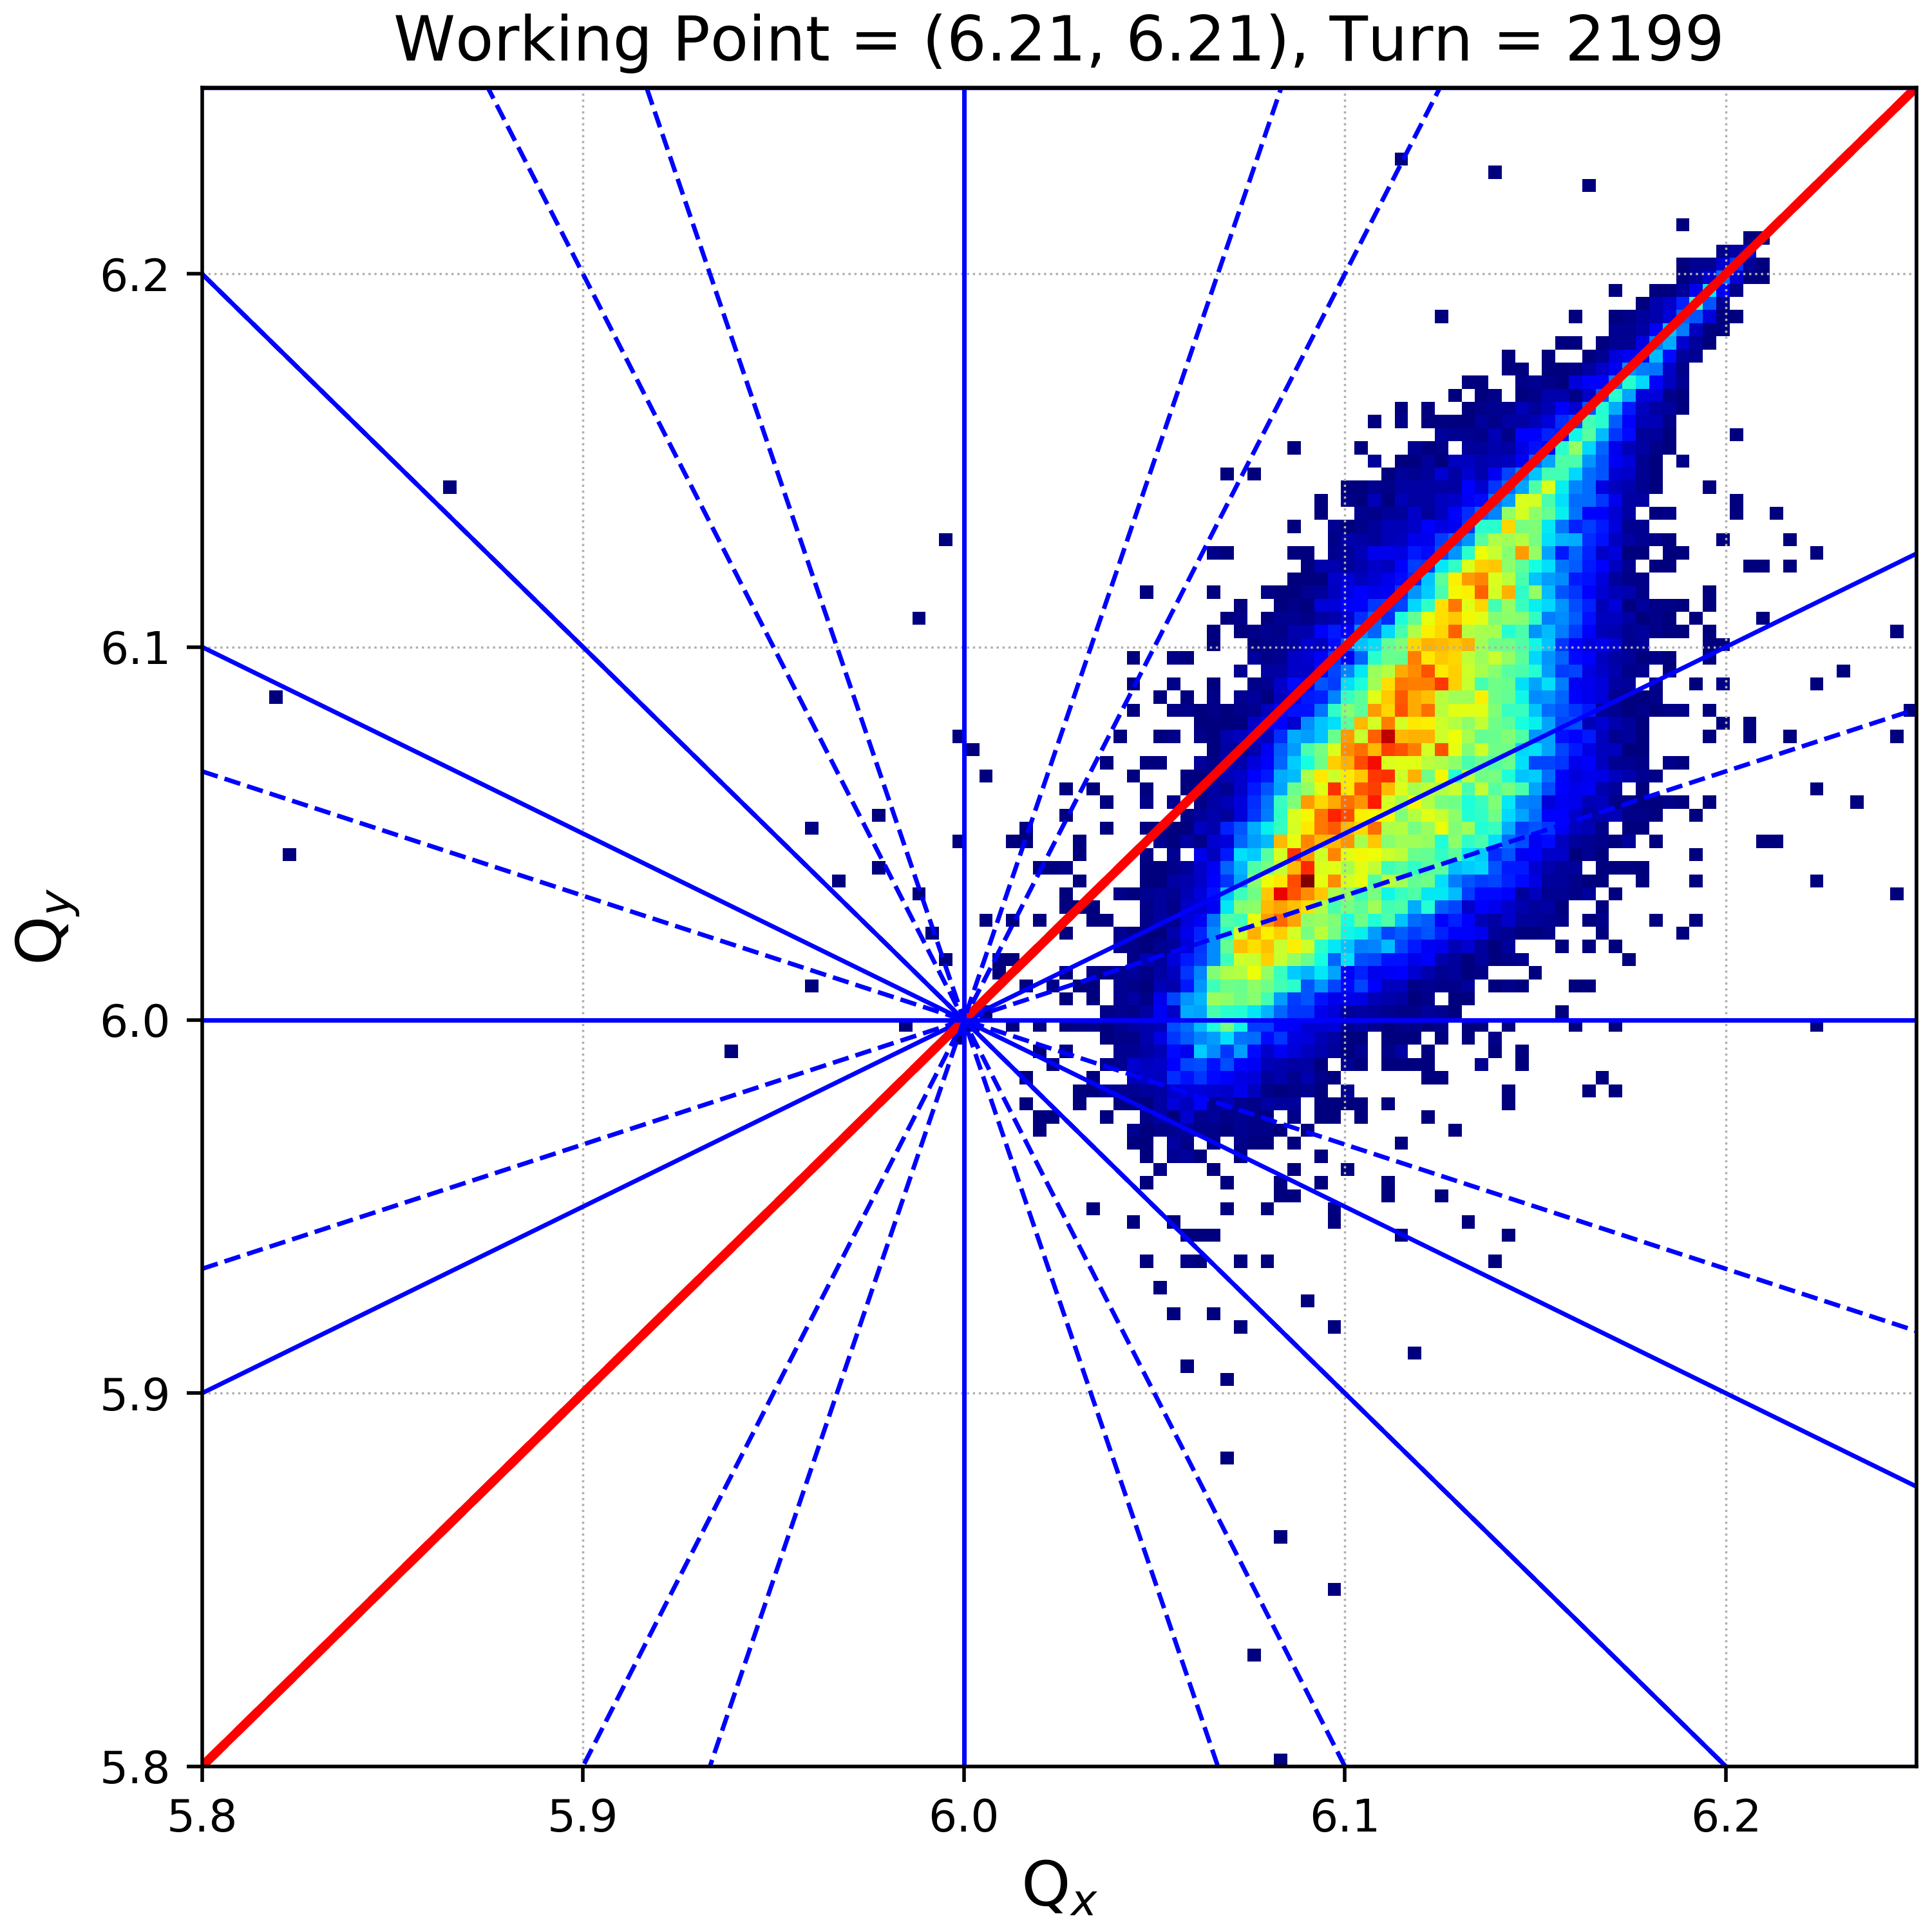 Working Point = (6.21, 6.21), Turn = 2199
6.2
6.1
6.0
5.9
5.8
Qy
5.8 5.9 6.0 6.1 6.2
Qx